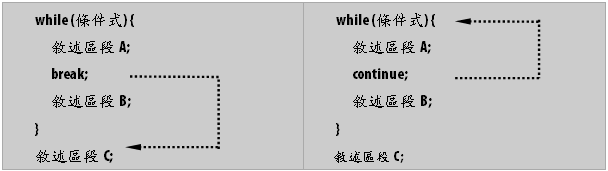 while(條件式){
敘述區段 A;
break;
敘述區段 B;
}
敘述區段 C;
while(條件式){
敘述區段 A;
continue;
敘述區段 B;
}
敘述區段 C;